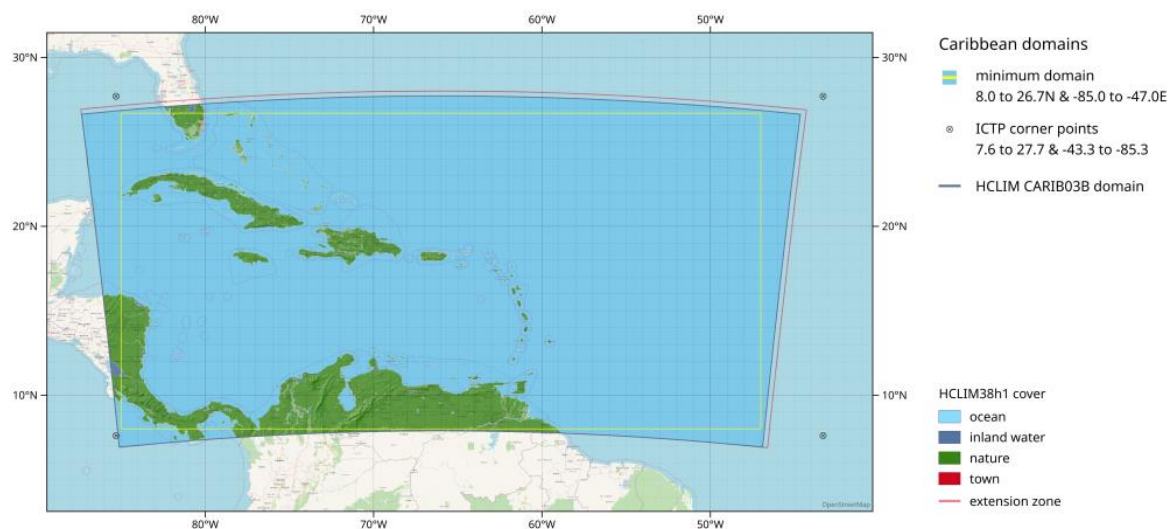 80°W 70°W 60°W 50°W
30°N 30°N
20°N 20°N
10°N 10°N
80°W 70°W 60°W 50°W
OpenStreetMap
Caribbean domains
minimum domain
8.0 to 26.7N & -85.0 to -47.0E
ICTP corner points
7.6 to 27.7 & -43.3 to -85.3
HCLIM CARIB03B domain
HCLIM38h1 cover
ocean
inland water
nature
town
extension zone